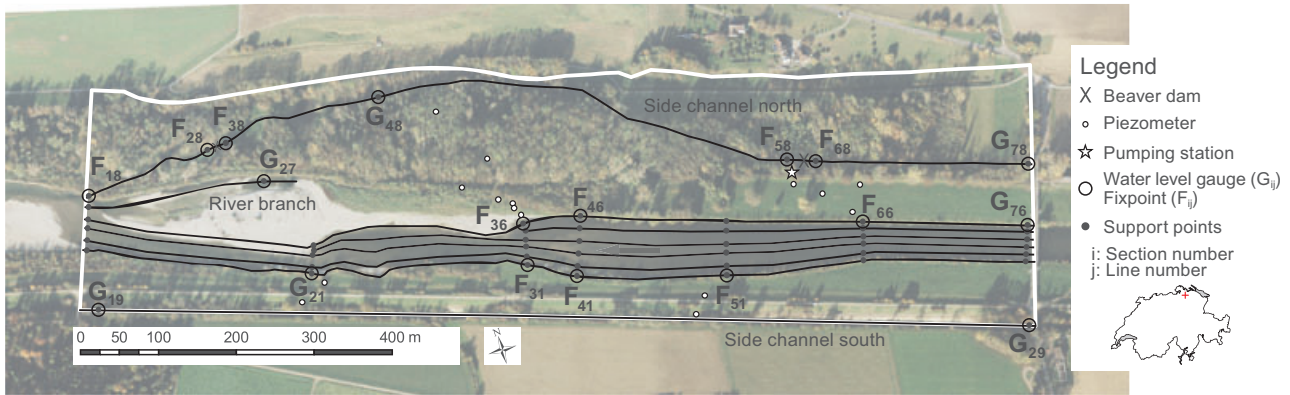 Side channel north
F18
F28
F38
G48
G27
River branch
F58
F68
G78
F36
F46
F66
G76
G21
F31
F41
F51
G19
G29
Side channel south
0 50 100 200 300 400 m
N
Legend
Beaver dam
Piezometer
Pumping station
Water level gauge (Gij)
Fixpoint (Fij)
Support points
i: Section number
j: Line number